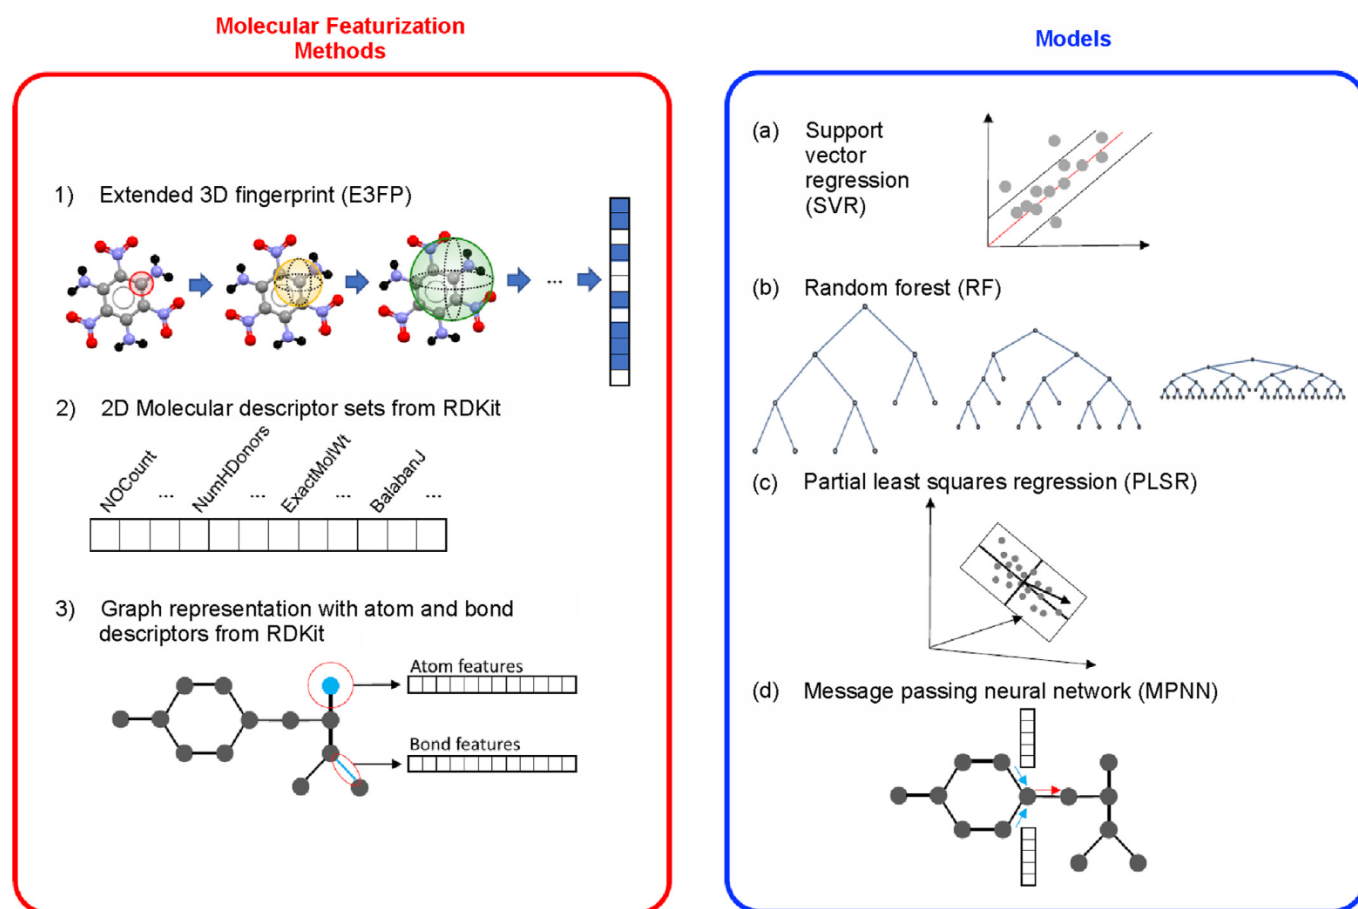 Molecular Featurization
Methods
1) Extended 3D fingerprint (E3FP)
...
2) 2D Molecular descriptor sets from RDKit
NOCount ... NumHDonors ... ExactMolWt ... BalabanJ ...
3) Graph representation with atom and bond
descriptors from RDKit
Atom features
Bond features
Models
(a) Support
vector
regression
(SVR)
(b) Random forest (RF)
(c) Partial least squares regression (PLSR)
(d) Message passing neural network (MPNN)